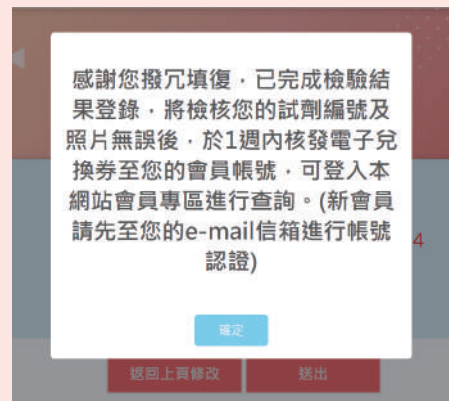 感謝您撥冗填復，已完成檢驗結
果登錄，將檢核您的試劑編號及
照片無誤後，於1週內核發電子兌
換券至您的會員帳號，可登入本
網站會員專區進行查詢。(新會員
請先至您的e-mail信箱進行帳號
認證)
4
確定
返回上頁修改
送出